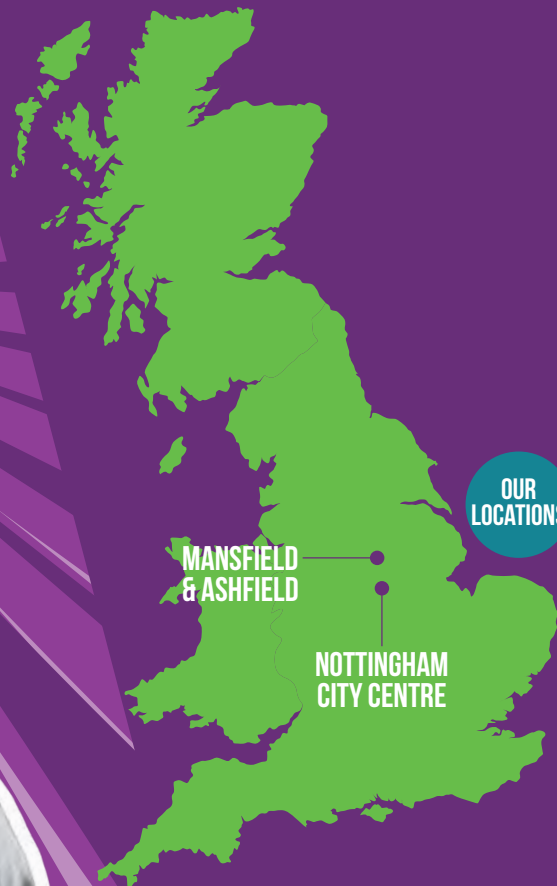 OUR
LOCATIONS
MANSFIELD
& ASHFIELD
NOTTINGHAM
CITY CENTRE